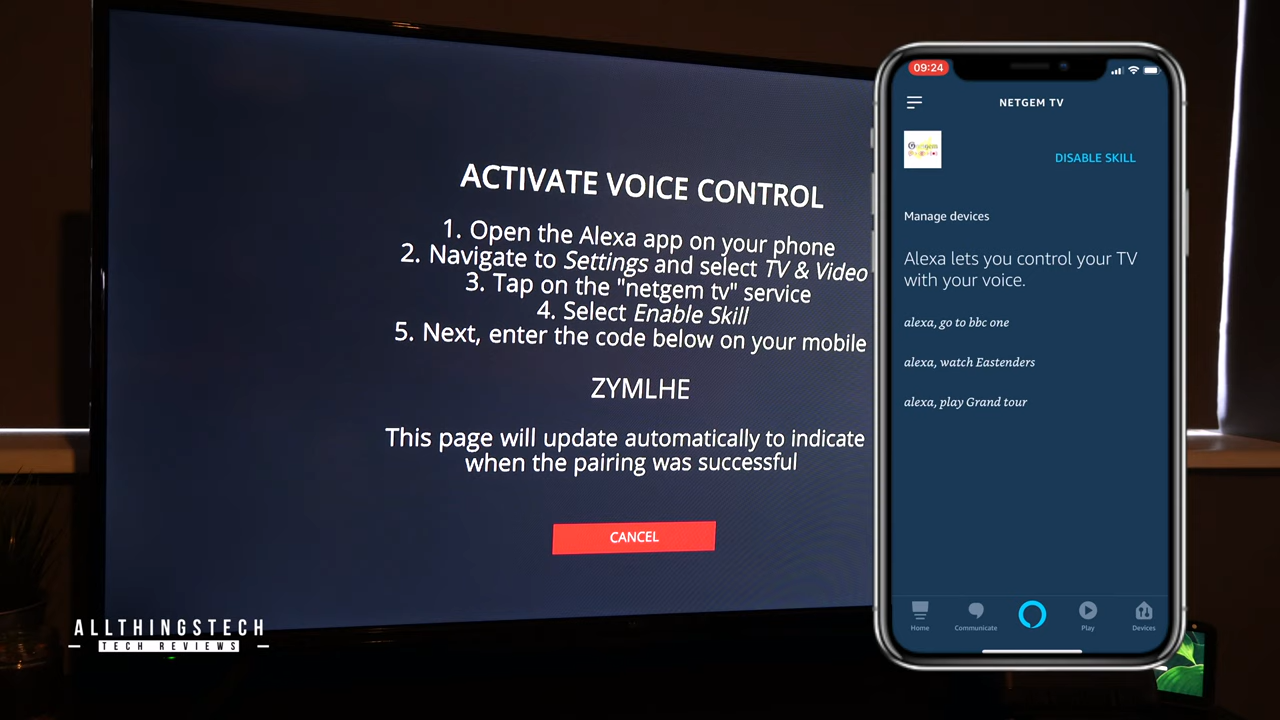 ACTIVATE VOICE CONTROL
1. Open the Alexa app on your phone
2. Navigate to Settings and select TV & Video
3. Tap on the "netgem tv" service
4. Select Enable Skill
5. Next, enter the code below on your mobile
ZYMLHE
This page will update automatically to indicate
when the pairing was successful
CANCEL
ALLTHINGSTECH
TECH REVIEWS
09:24
NETGEM TV
netgem
DISABLE SKILL
Manage devices
Alexa lets you control your TV
with your voice.
alexa, go to bbc one
alexa, watch Eastenders
alexa, play Grand tour
Home
Communicate
Play
Devices